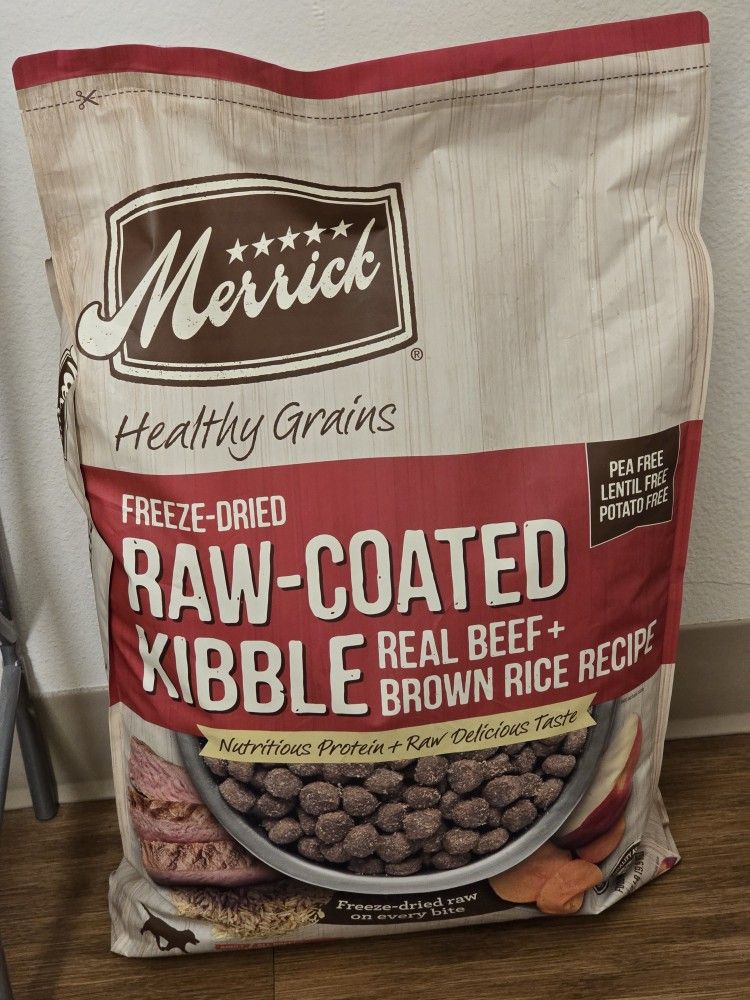 Merrick
®
Healthy Grains
PEA FREE
LENTIL FREE
POTATO FREE
FREEZE-DRIED
RAW-COATED
KIBBLE
REAL BEEF+
BROWN RICE RECIPE
Nutritious Protein + Raw Delicious Taste
Freeze-dried raw
on every bite